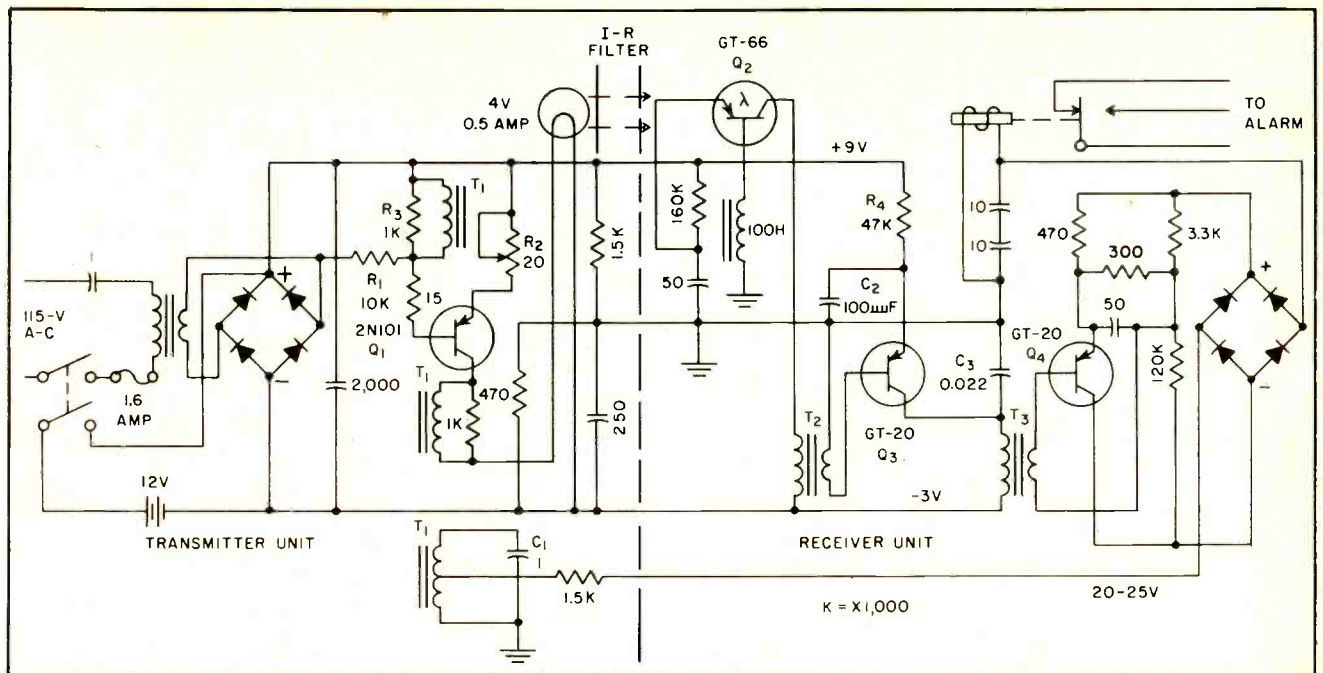 I-R
FILTER
GT-66
Q2
4V
0.5 AMP
λ
TO
ALARM
+9V
T1
R3
1K
R2
20
1.5K
160K
100H
R4
47K
10
10
470
300
3.3K
115-V
A-C
R1
10K
15
2N101
Q1
50
C2
100µµF
GT-20
Q4
50
120K
1.6
AMP
2,000
T1
1K
470
250
T2
GT-20
Q3
C3
0.022
T3
12V
-3V
+
-
+
-
TRANSMITTER UNIT
T1
C1
1
1.5K
RECEIVER UNIT
K = X1,000
20-25V